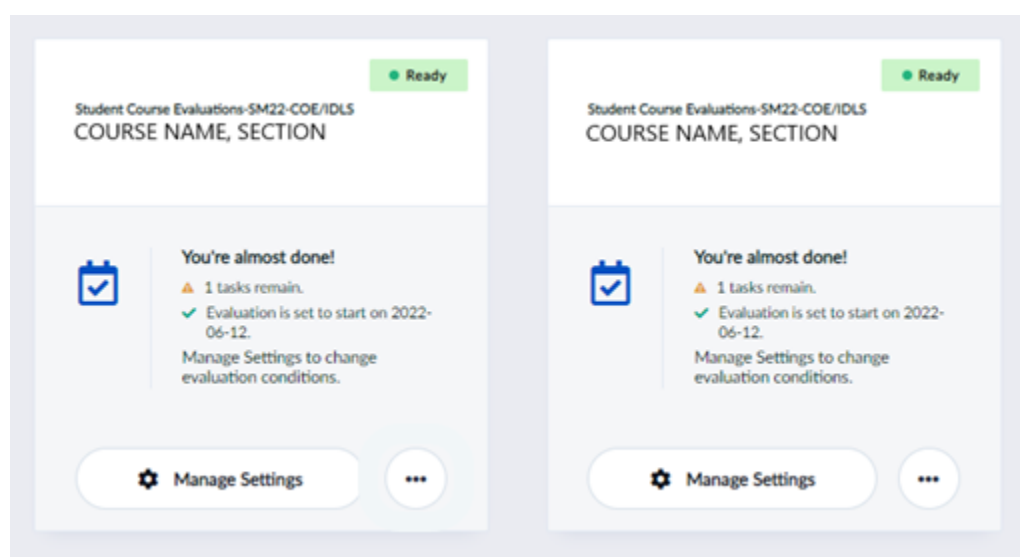 Ready
Student Course Evaluations-SM22-COE/IDLS
COURSE NAME, SECTION
You're almost done!
1 tasks remain.
Evaluation is set to start on 2022-
06-12.
Manage Settings to change
evaluation conditions.
Manage Settings
Ready
Student Course Evaluations-SM22-COE/IDLS
COURSE NAME, SECTION
You're almost done!
1 tasks remain.
Evaluation is set to start on 2022-
06-12.
Manage Settings to change
evaluation conditions.
Manage Settings